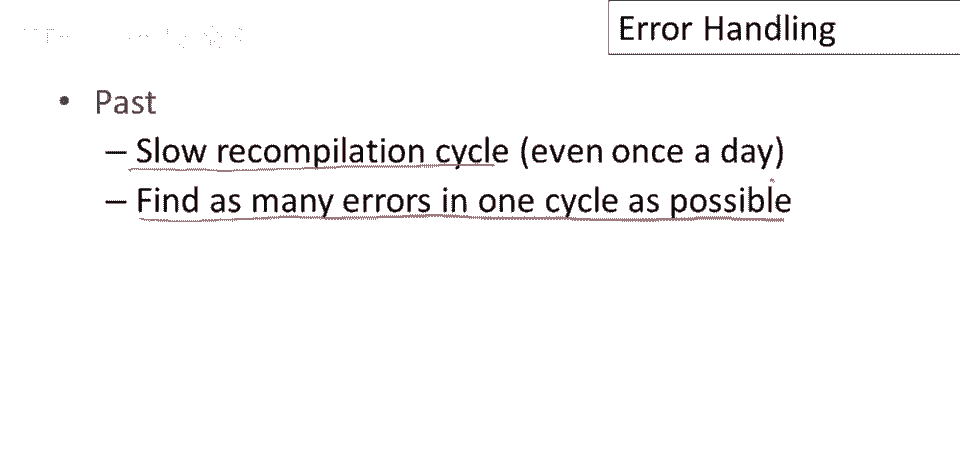 Error Handling
• Past
– Slow recompilation cycle (even once a day)
– Find as many errors in one cycle as possible